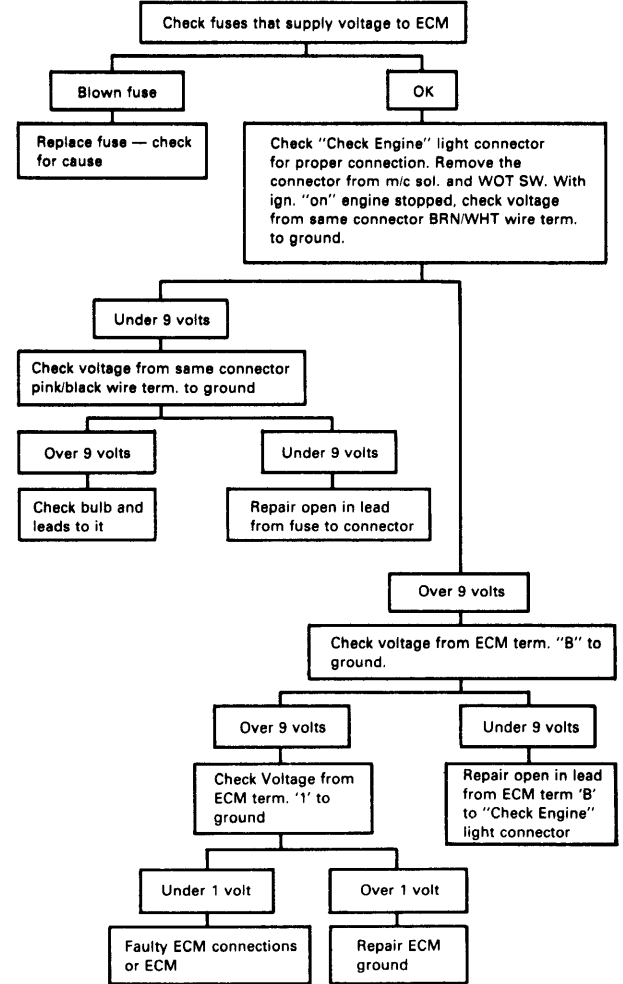 Check fuses that supply voltage to ECM
Blown fuse
OK
Replace fuse — check
for cause
Check "Check Engine" light connector
for proper connection. Remove the
connector from m/c sol. and WOT SW. With
ign. "on" engine stopped, check voltage
from same connector BRN/WHT wire term.
to ground.
Under 9 volts
Check voltage from same connector
pink/black wire term. to ground
Over 9 volts
Under 9 volts
Check bulb and
leads to it
Repair open in lead
from fuse to connector
Over 9 volts
Check voltage from ECM term. "B" to
ground.
Over 9 volts
Under 9 volts
Check Voltage from
ECM term. '1' to
ground
Repair open in lead
from ECM term 'B'
to "Check Engine"
light connector
Under 1 volt
Over 1 volt
Faulty ECM connections
or ECM
Repair ECM
ground